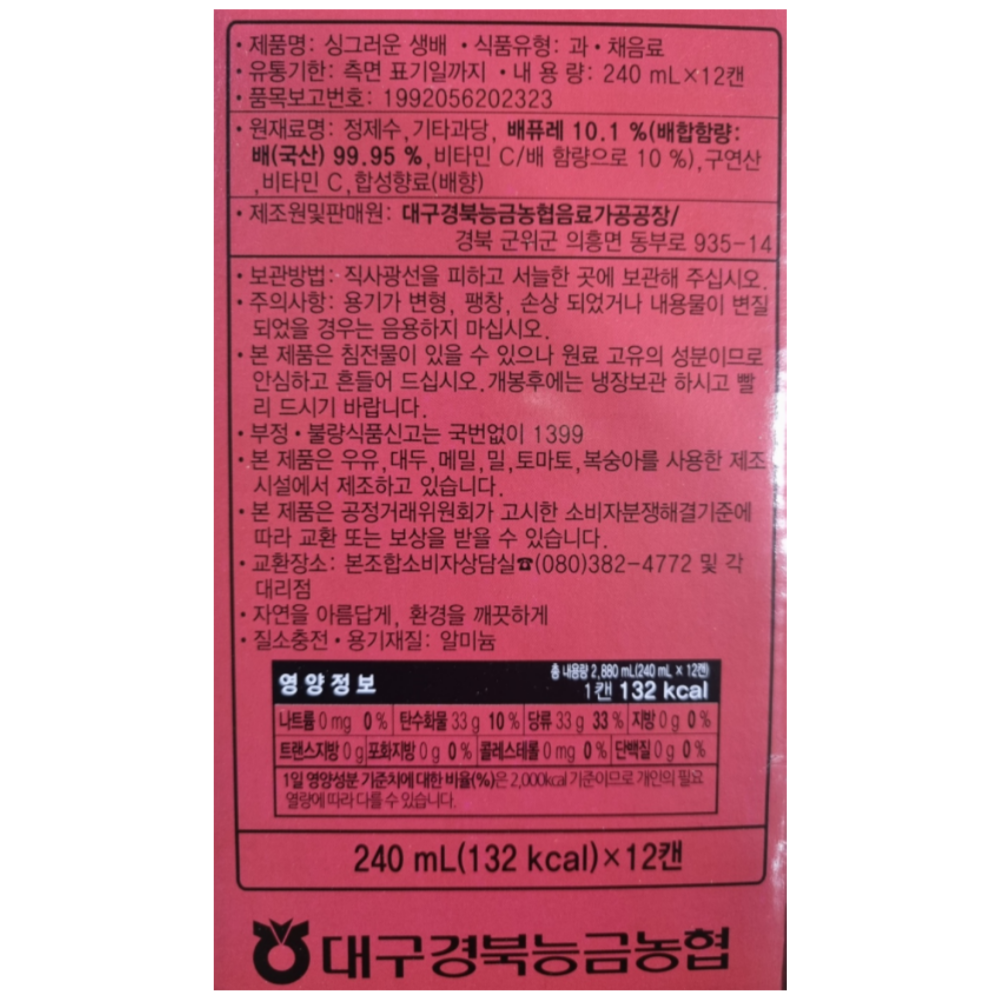 · 제품명: 싱그러운 생배 · 식품유형: 과 · 채음료
· 유통기한: 측면 표기일까지 · 내 용 량: 240 mL×12캔
· 품목보고번호: 1992056202323
· 원재료명: 정제수, 기타과당, 배퓨레 10.1 %(배합함량:
배(국산) 99.95 %, 비타민 C/배 함량으로 10 %), 구연산
, 비타민 C, 합성향료(배향)
· 제조원및판매원: 대구경북능금농협음료가공공장/
경북 군위군 의흥면 동부로 935-14
· 보관방법: 직사광선을 피하고 서늘한 곳에 보관해 주십시오.
· 주의사항: 용기가 변형, 팽창, 손상 되었거나 내용물이 변질
되었을 경우는 음용하지 마십시오.
· 본 제품은 침전물이 있을 수 있으나 원료 고유의 성분이므로
안심하고 흔들어 드십시오. 개봉후에는 냉장보관 하시고 빨
리 드시기 바랍니다.
· 부정 · 불량식품신고는 국번없이 1399
· 본 제품은 우유, 대두, 메밀, 밀, 토마토, 복숭아를 사용한 제조
시설에서 제조하고 있습니다.
· 본 제품은 공정거래위원회가 고시한 소비자분쟁해결기준에
따라 교환 또는 보상을 받을 수 있습니다.
· 교환장소: 본조합소비자상담실☎(080)382-4772 및 각
대리점
· 자연을 아름답게, 환경을 깨끗하게
· 질소충전 · 용기재질: 알미늄
영양정보
총 내용량 2,880 mL(240 mL × 12캔)
1캔 132 kcal
나트륨 0 mg 0 % 탄수화물 33 g 10 % 당류 33 g 33 % 지방 0 g 0 %
트랜스지방 0 g 포화지방 0 g 0 % 콜레스테롤 0 mg 0 % 단백질 0 g 0 %
1일 영양성분 기준치에 대한 비율(%)은 2,000kcal 기준이므로 개인의 필요
열량에 따라 다를 수 있습니다.
240 mL(132 kcal)×12캔
대구경북능금농협